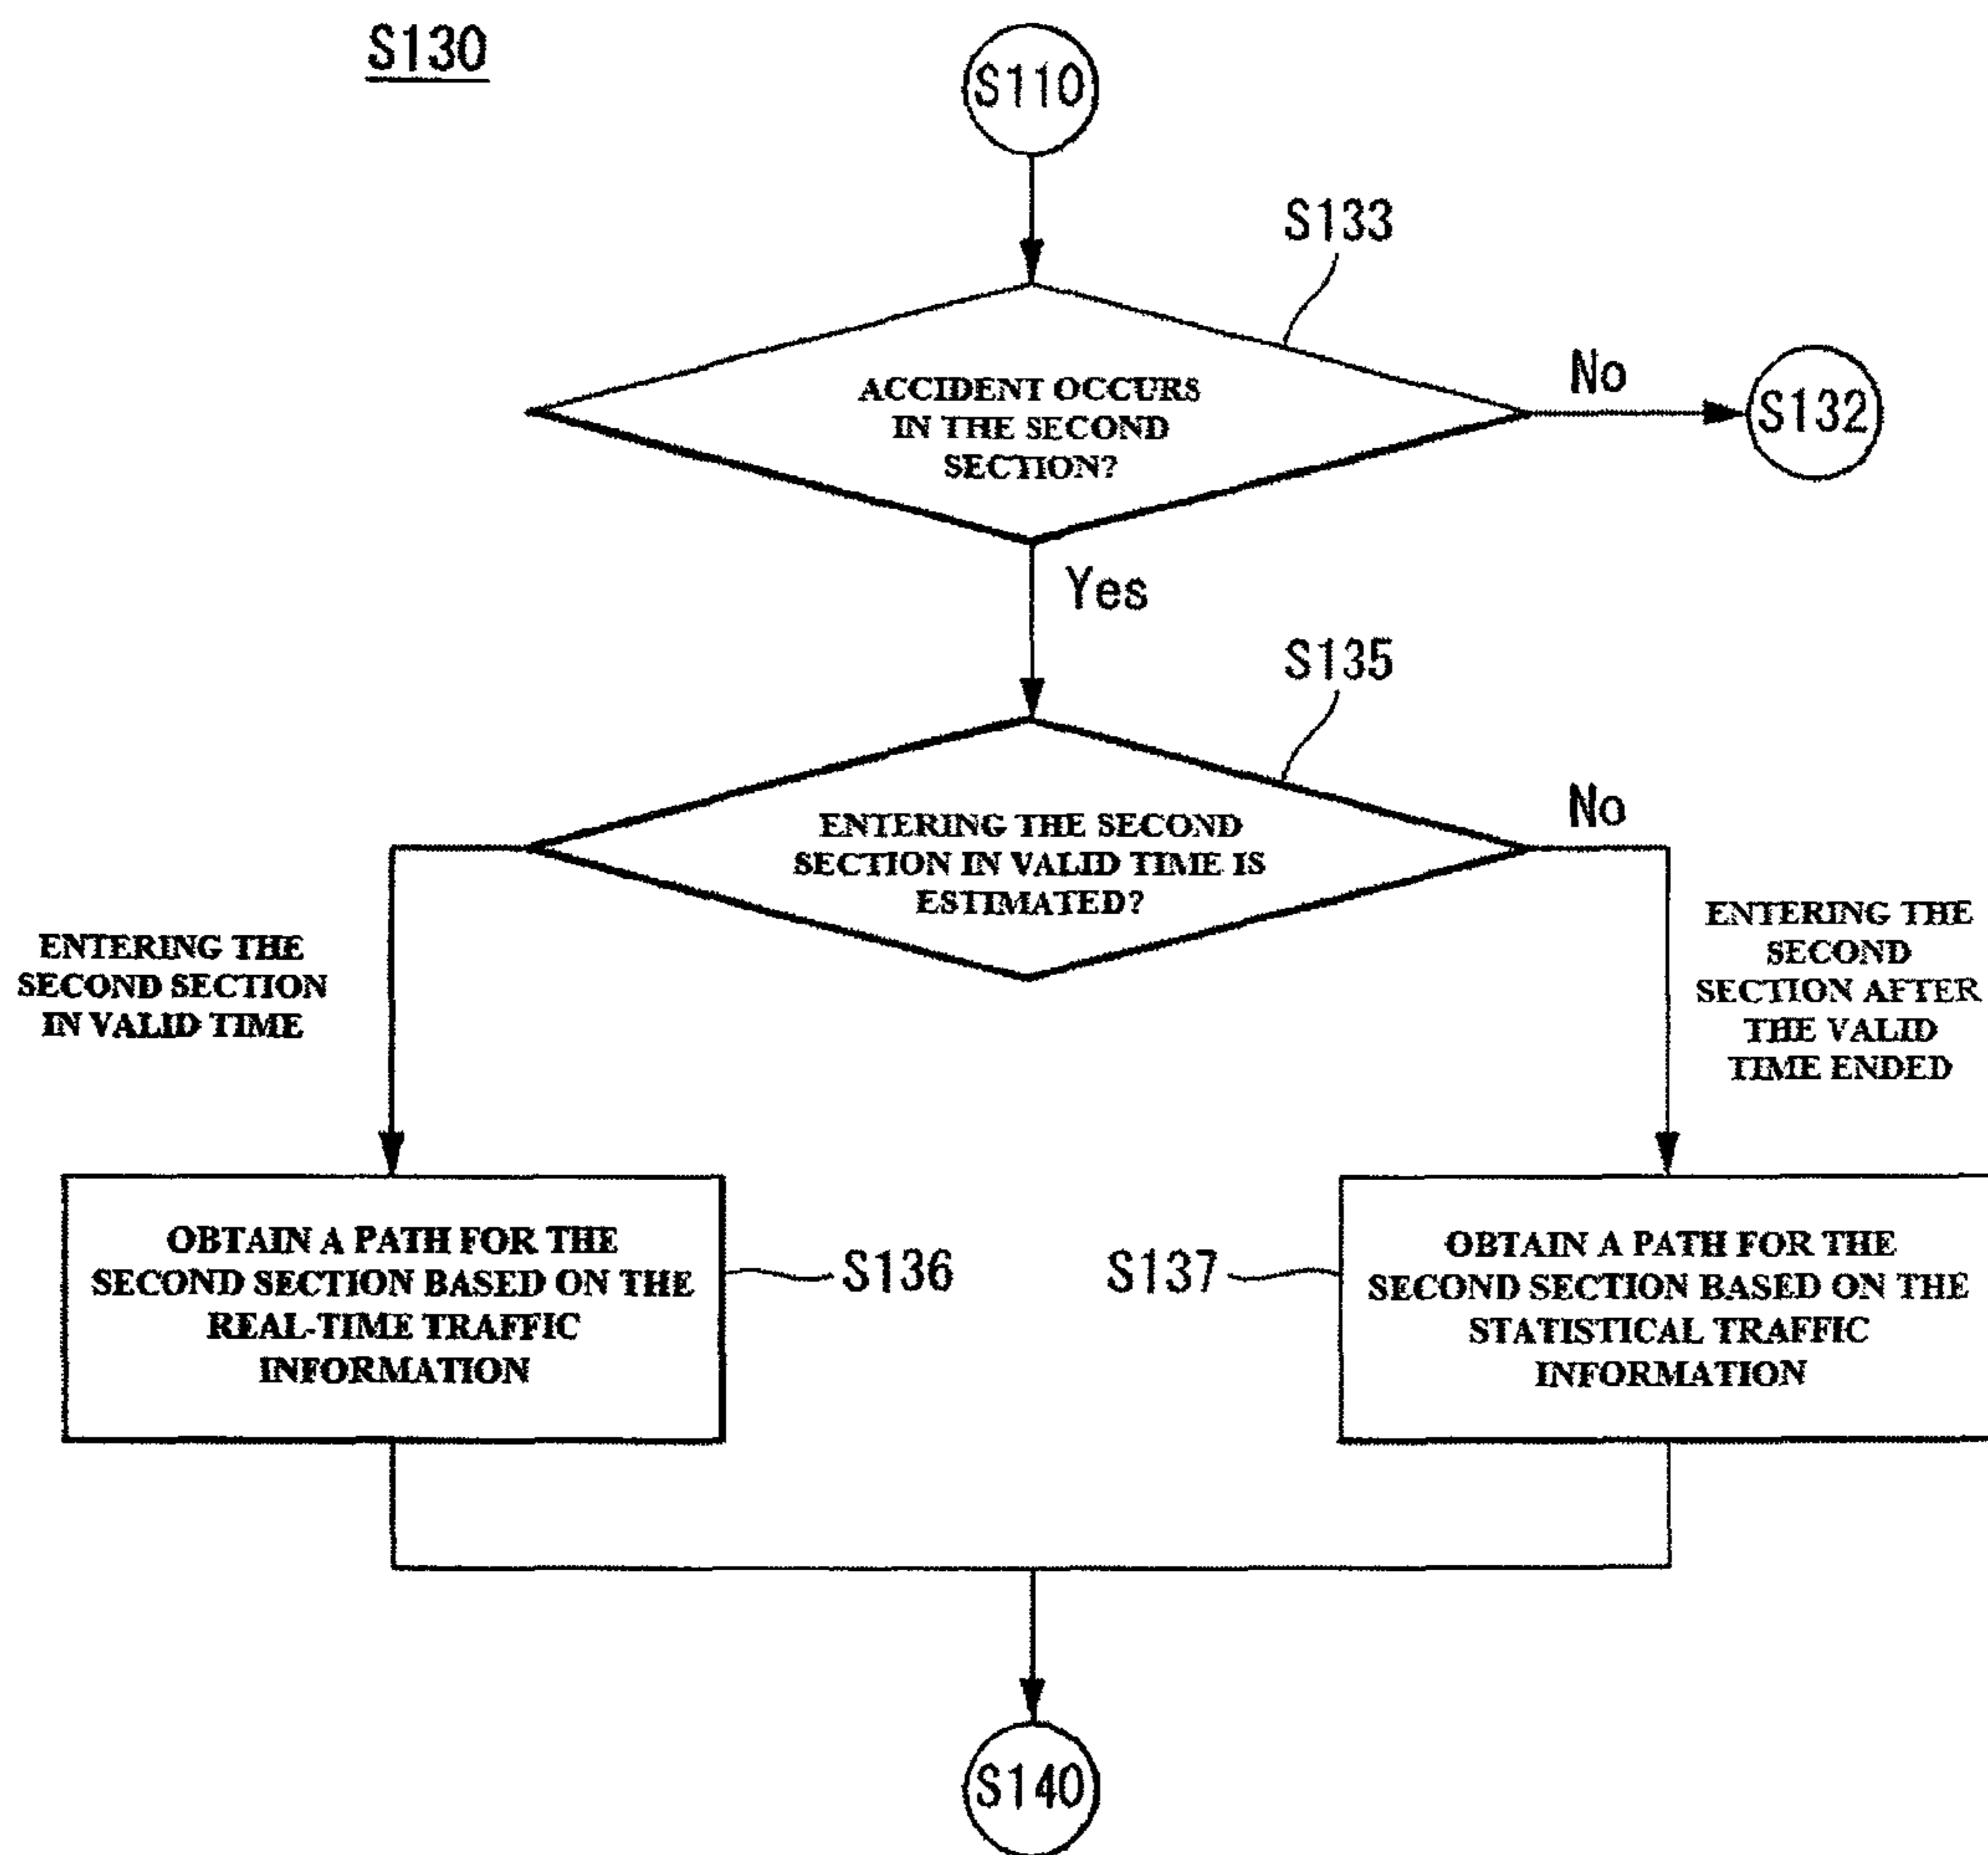 S130
S110
S133
ACCIDENT OCCURS
IN THE SECOND
SECTION?
No
S132
Yes
S135
ENTERING THE SECOND
SECTION IN VALID TIME IS
ESTIMATED?
No
ENTERING THE
SECOND SECTION
IN VALID TIME
ENTERING THE
SECOND
SECTION AFTER
THE VALID
TIME ENDED
OBTAIN A PATH FOR THE
SECOND SECTION BASED ON THE
REAL-TIME TRAFFIC
INFORMATION
S136
S137
OBTAIN A PATH FOR THE
SECOND SECTION BASED ON THE
STATISTICAL TRAFFIC
INFORMATION
S140